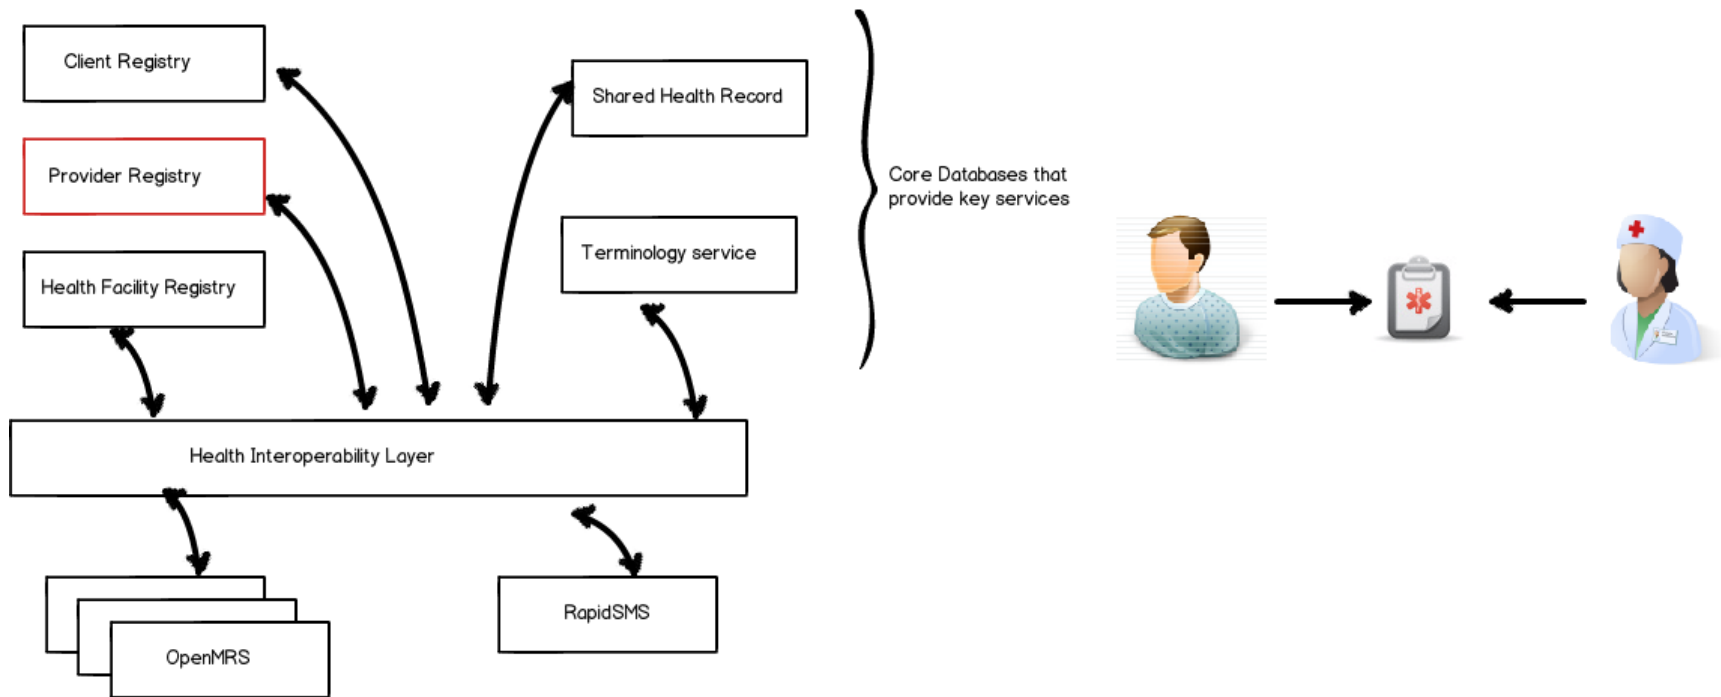 Client Registry
Shared Health Record
Provider Registry
Core Databases that
provide key services
Terminology service
Health Facility Registry
Health Interoperability Layer
RapidSMS
OpenMRS